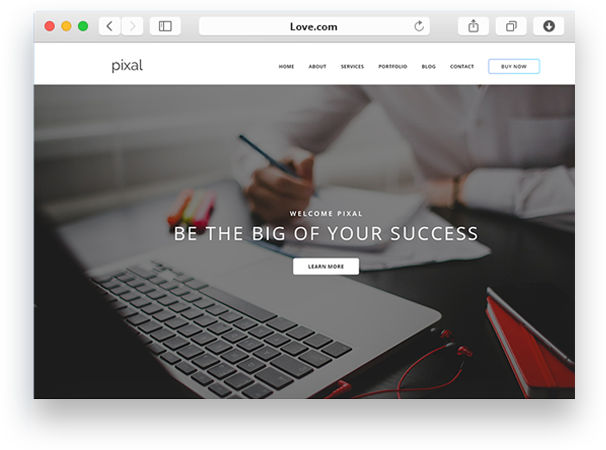 Love.com
pixal
HOME ABOUT SERVICES PORTFOLIO BLOG CONTACT BUY NOW
WELCOME PIXAL
BE THE BIG OF YOUR SUCCESS
LEARN MORE